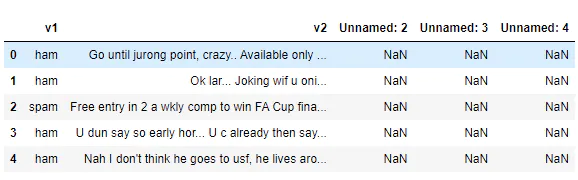 v1 v2 Unnamed: 2 Unnamed: 3 Unnamed: 4
0 ham Go until jurong point, crazy.. Available only ... NaN NaN NaN
1 ham Ok lar... Joking wif u oni... NaN NaN NaN
2 spam Free entry in 2 a wkly comp to win FA Cup fina... NaN NaN NaN
3 ham U dun say so early hor... U c already then say... NaN NaN NaN
4 ham Nah I don't think he goes to usf, he lives aro... NaN NaN NaN